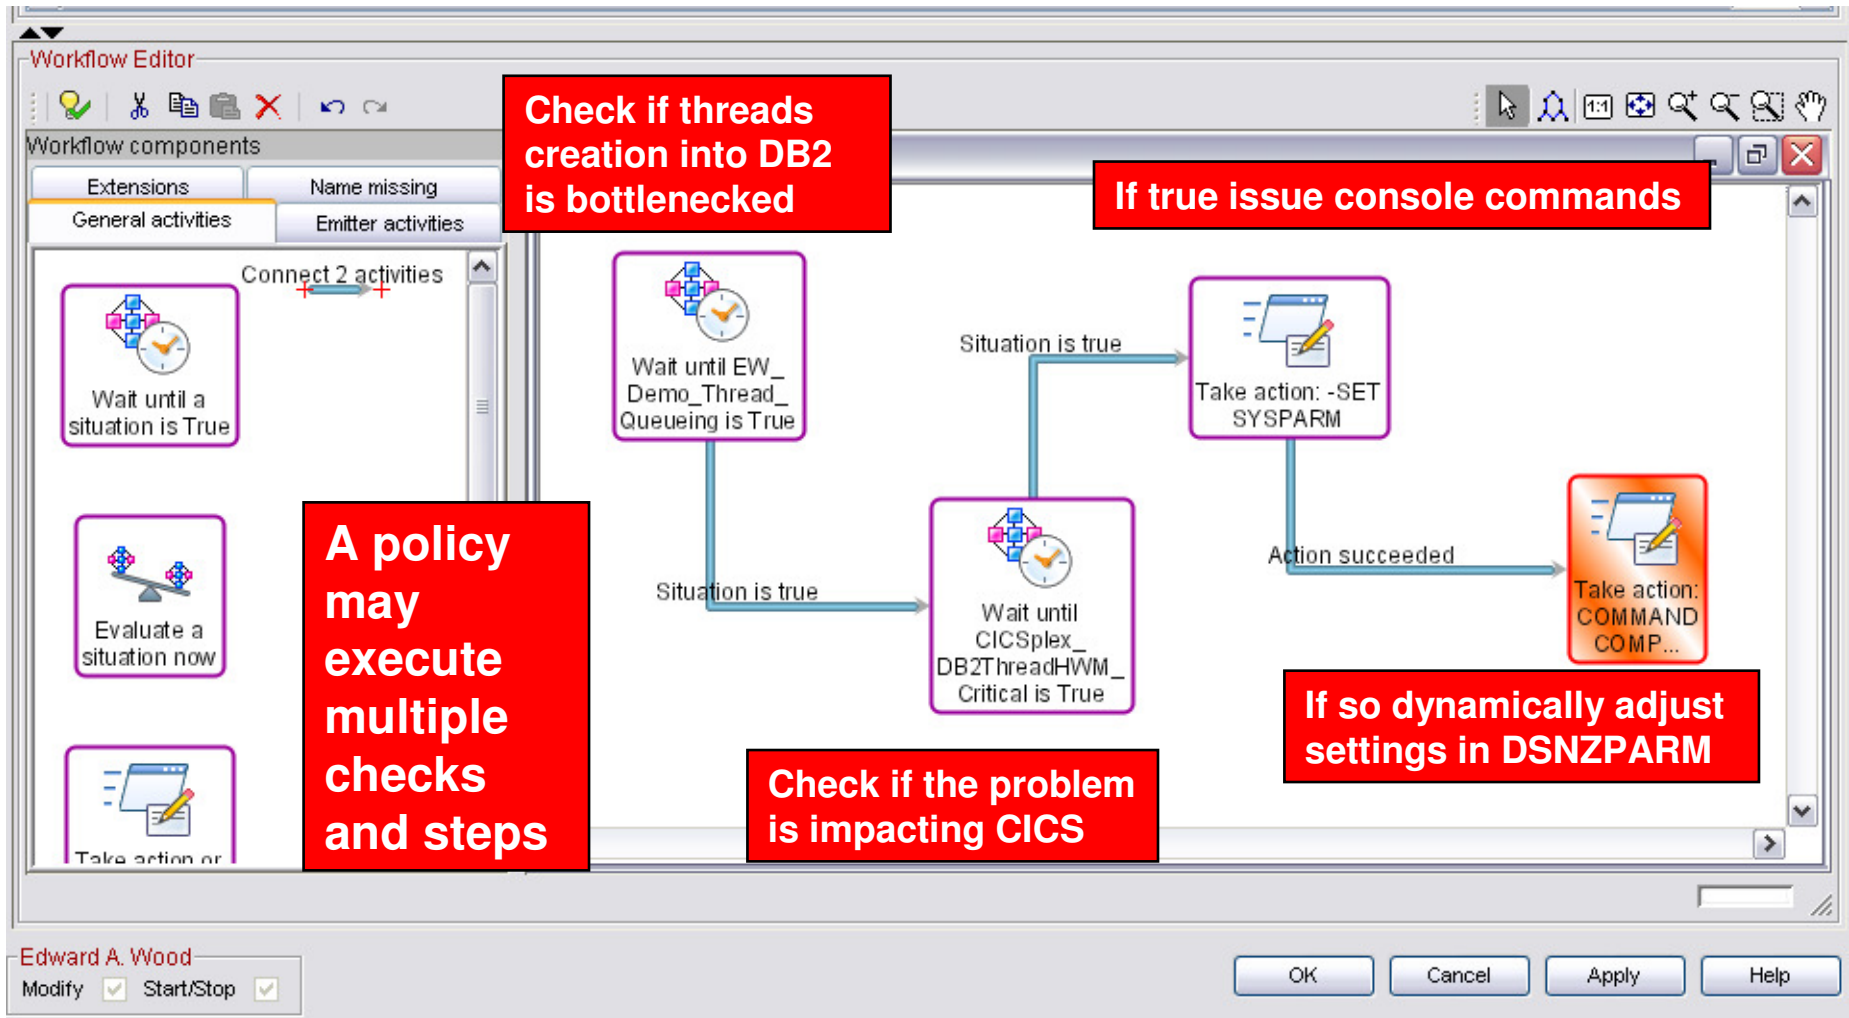 Workflow Editor
Check if threads
creation into DB2
is bottlenecked
1:1
Workflow components
Extensions
Name missing
General activities
Emitter activities
If true issue console commands
Connect 2 activities
Wait until a
situation is True
Evaluate a
situation now
Take action or
A policy
may
execute
multiple
checks
and steps
Wait until EW_
Demo_Thread_
Queueing is True
Situation is true
Wait until
CICSplex_
DB2ThreadHWM_
Critical is True
Situation is true
Take action: -SET
SYSPARM
Action succeeded
Take action:
COMMAND
COMP...
Check if the problem
is impacting CICS
If so dynamically adjust
settings in DSNZPARM
Edward A. Wood
Modify
Start/Stop
OK
Cancel
Apply
Help